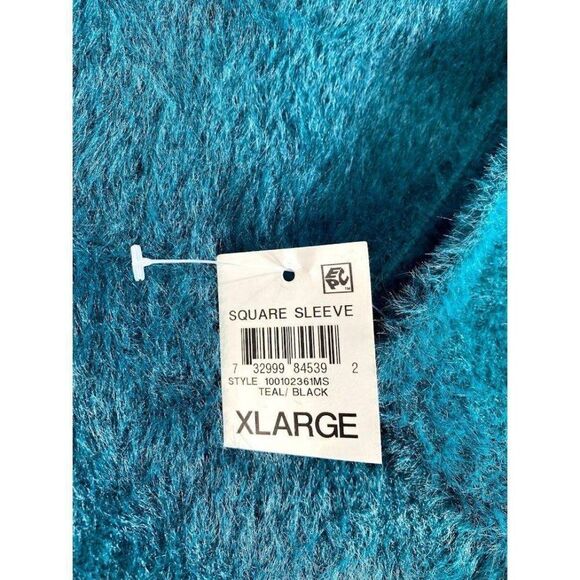 SQUARE SLEEVE
7 32999 84539 2
STYLE 100102361MS
TEAL/ BLACK
XLARGE